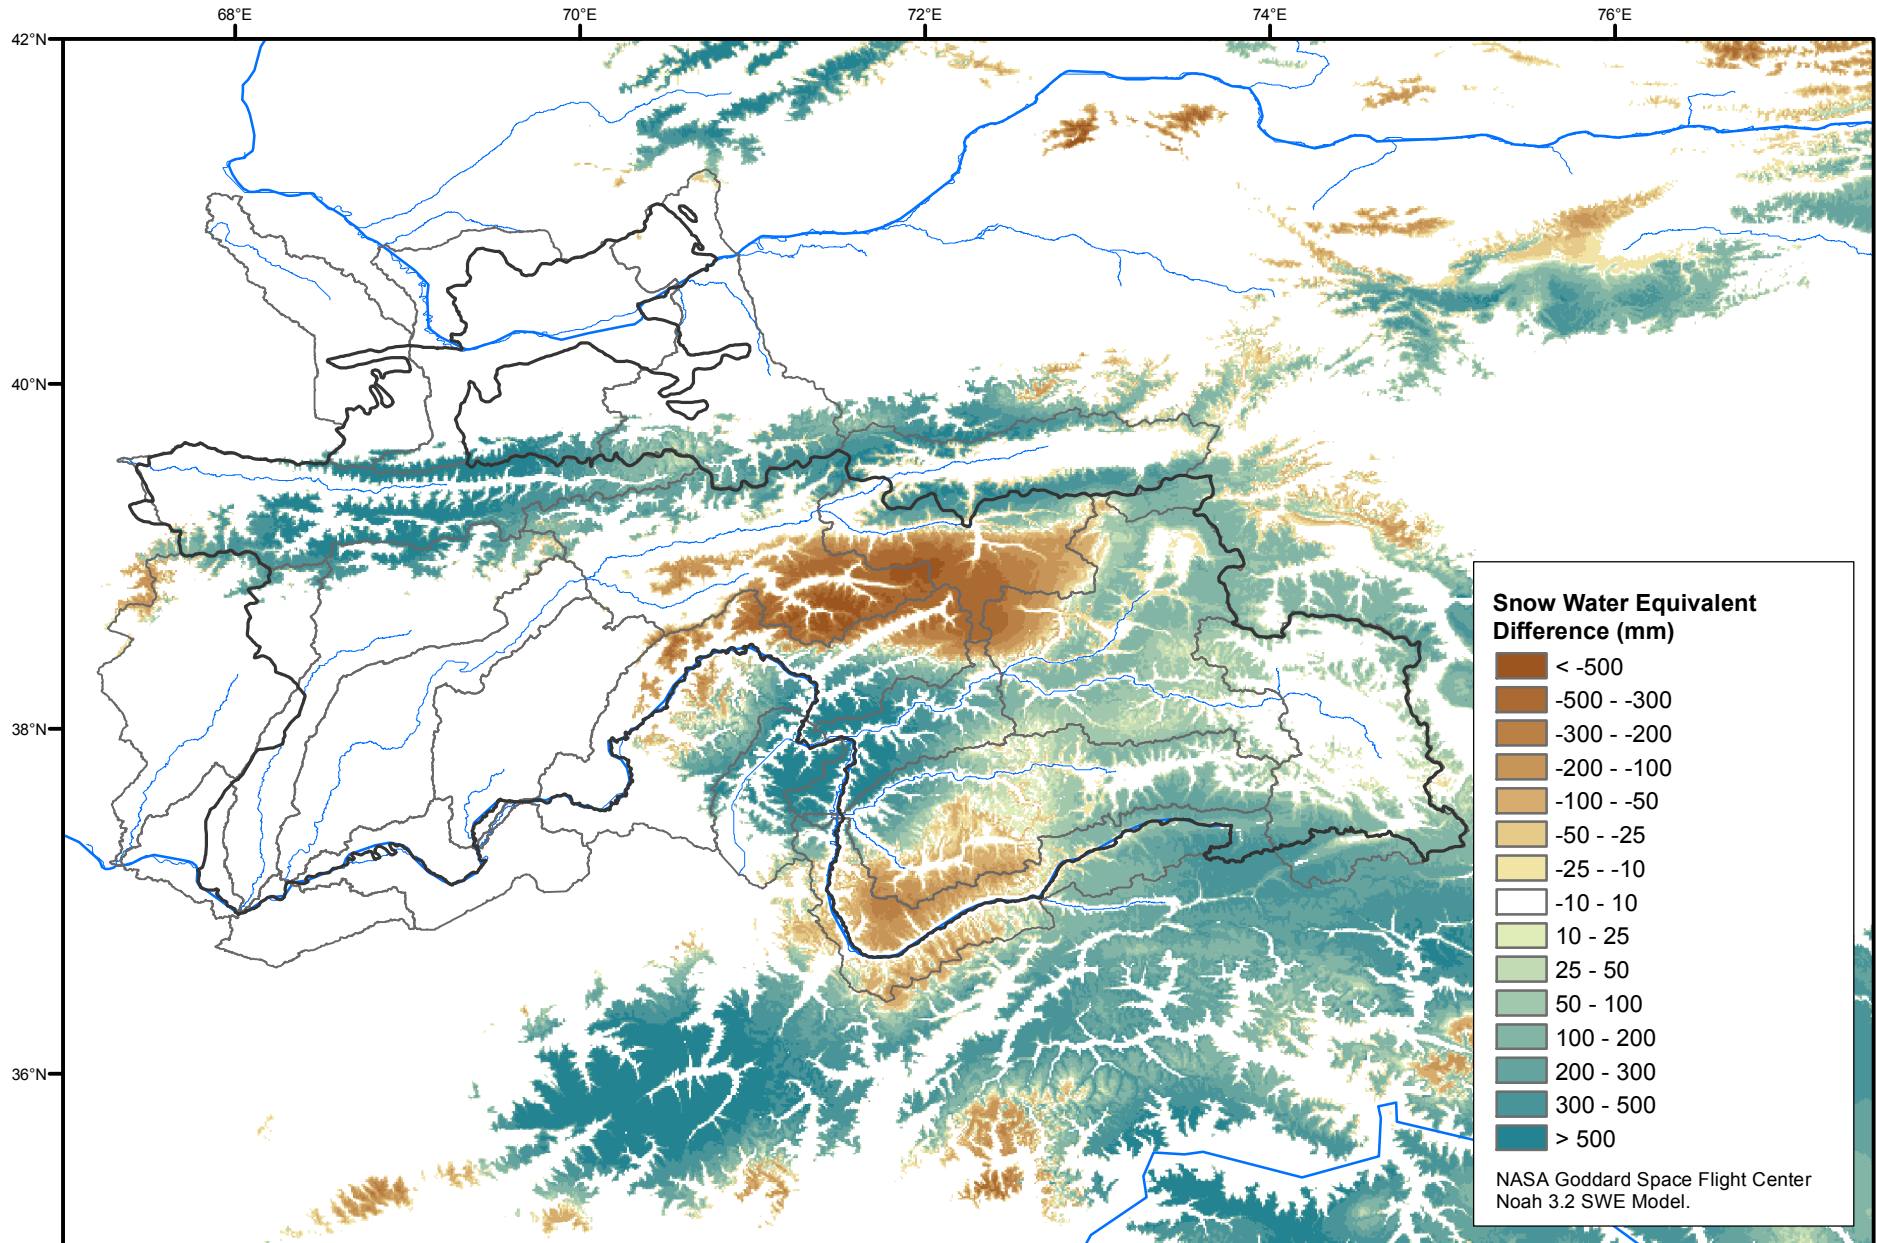 68°E
70°E
72°E
74°E
76°E
42°N
40°N
38°N
36°N
Snow Water Equivalent
Difference (mm)
< -500
-500 - -300
-300 - -200
-200 - -100
-100 - -50
-50 - -25
-25 - -10
-10 - 10
10 - 25
25 - 50
50 - 100
100 - 200
200 - 300
300 - 500
> 500
NASA Goddard Space Flight Center
Noah 3.2 SWE Model.